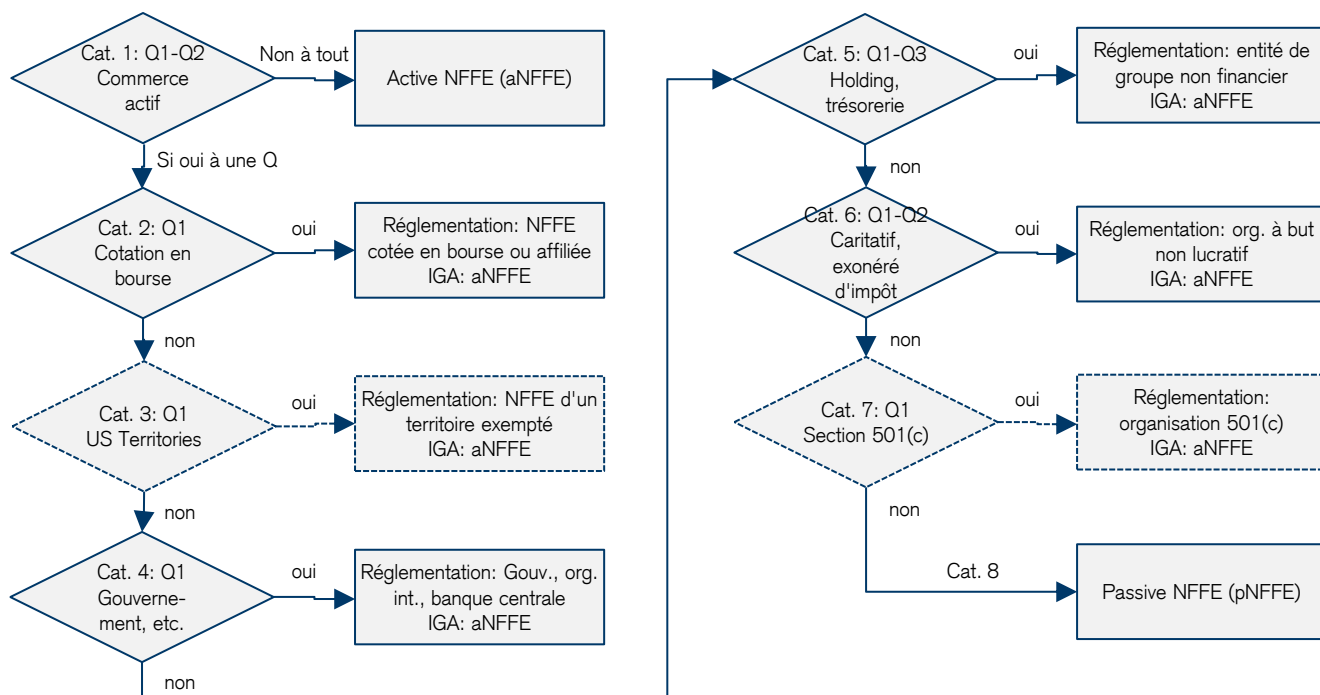 Cat. 1: Q1-Q2
Commerce
actif
Non à tout
Active NFFE (aNFFE)
Si oui à une Q
Cat. 2: Q1
Cotation en
bourse
oui
Réglementation: NFFE
cotée en bourse ou affiliée
IGA: aNFFE
non
Cat. 3: Q1
US Territories
oui
Réglementation: NFFE d'un
territoire exempté
IGA: aNFFE
non
Cat. 4: Q1
Gouverne-
ment, etc.
oui
Réglementation: Gouv., org.
int., banque centrale
IGA: aNFFE
non
Cat. 5: Q1-Q3
Holding,
trésorerie
oui
Réglementation: entité de
groupe non financier
IGA: aNFFE
non
Cat. 6: Q1-Q2
Caritatif,
exonéré
d'impôt
oui
Réglementation: org. à but
non lucratif
IGA: aNFFE
non
Cat. 7: Q1
Section 501(c)
oui
Réglementation:
organisation 501(c)
IGA: aNFFE
non
Cat. 8
Passive NFFE (pNFFE)